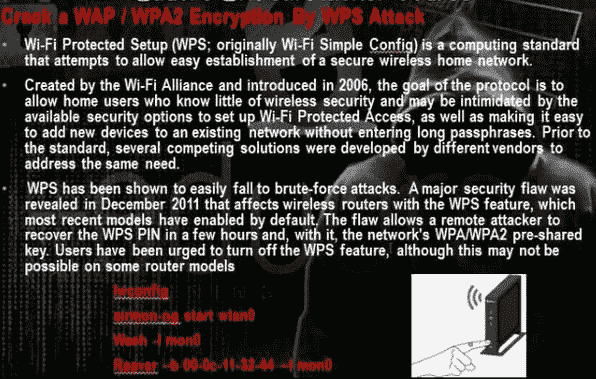 Crack a WAP / WPA2 Encryption By WPS Attack
• Wi-Fi Protected Setup (WPS; originally Wi-Fi Simple Config) is a computing standard
that attempts to allow easy establishment of a secure wireless home network.
• Created by the Wi-Fi Alliance and introduced in 2006, the goal of the protocol is to
allow home users who know little of wireless security and may be intimidated by the
available security options to set up Wi-Fi Protected Access, as well as making it easy
to add new devices to an existing network without entering long passphrases. Prior to
the standard, several competing solutions were developed by different vendors to
address the same need.
• WPS has been shown to easily fall to brute-force attacks. A major security flaw was
revealed in December 2011 that affects wireless routers with the WPS feature, which
most recent models have enabled by default. The flaw allows a remote attacker to
recover the WPS PIN in a few hours and, with it, the network's WPA/WPA2 pre-shared
key. Users have been urged to turn off the WPS feature, although this may not be
possible on some router models
airmon-ng start wlan0
Wash -i mon0
Reaver -b 00-0c-11-32-44 -i mon0